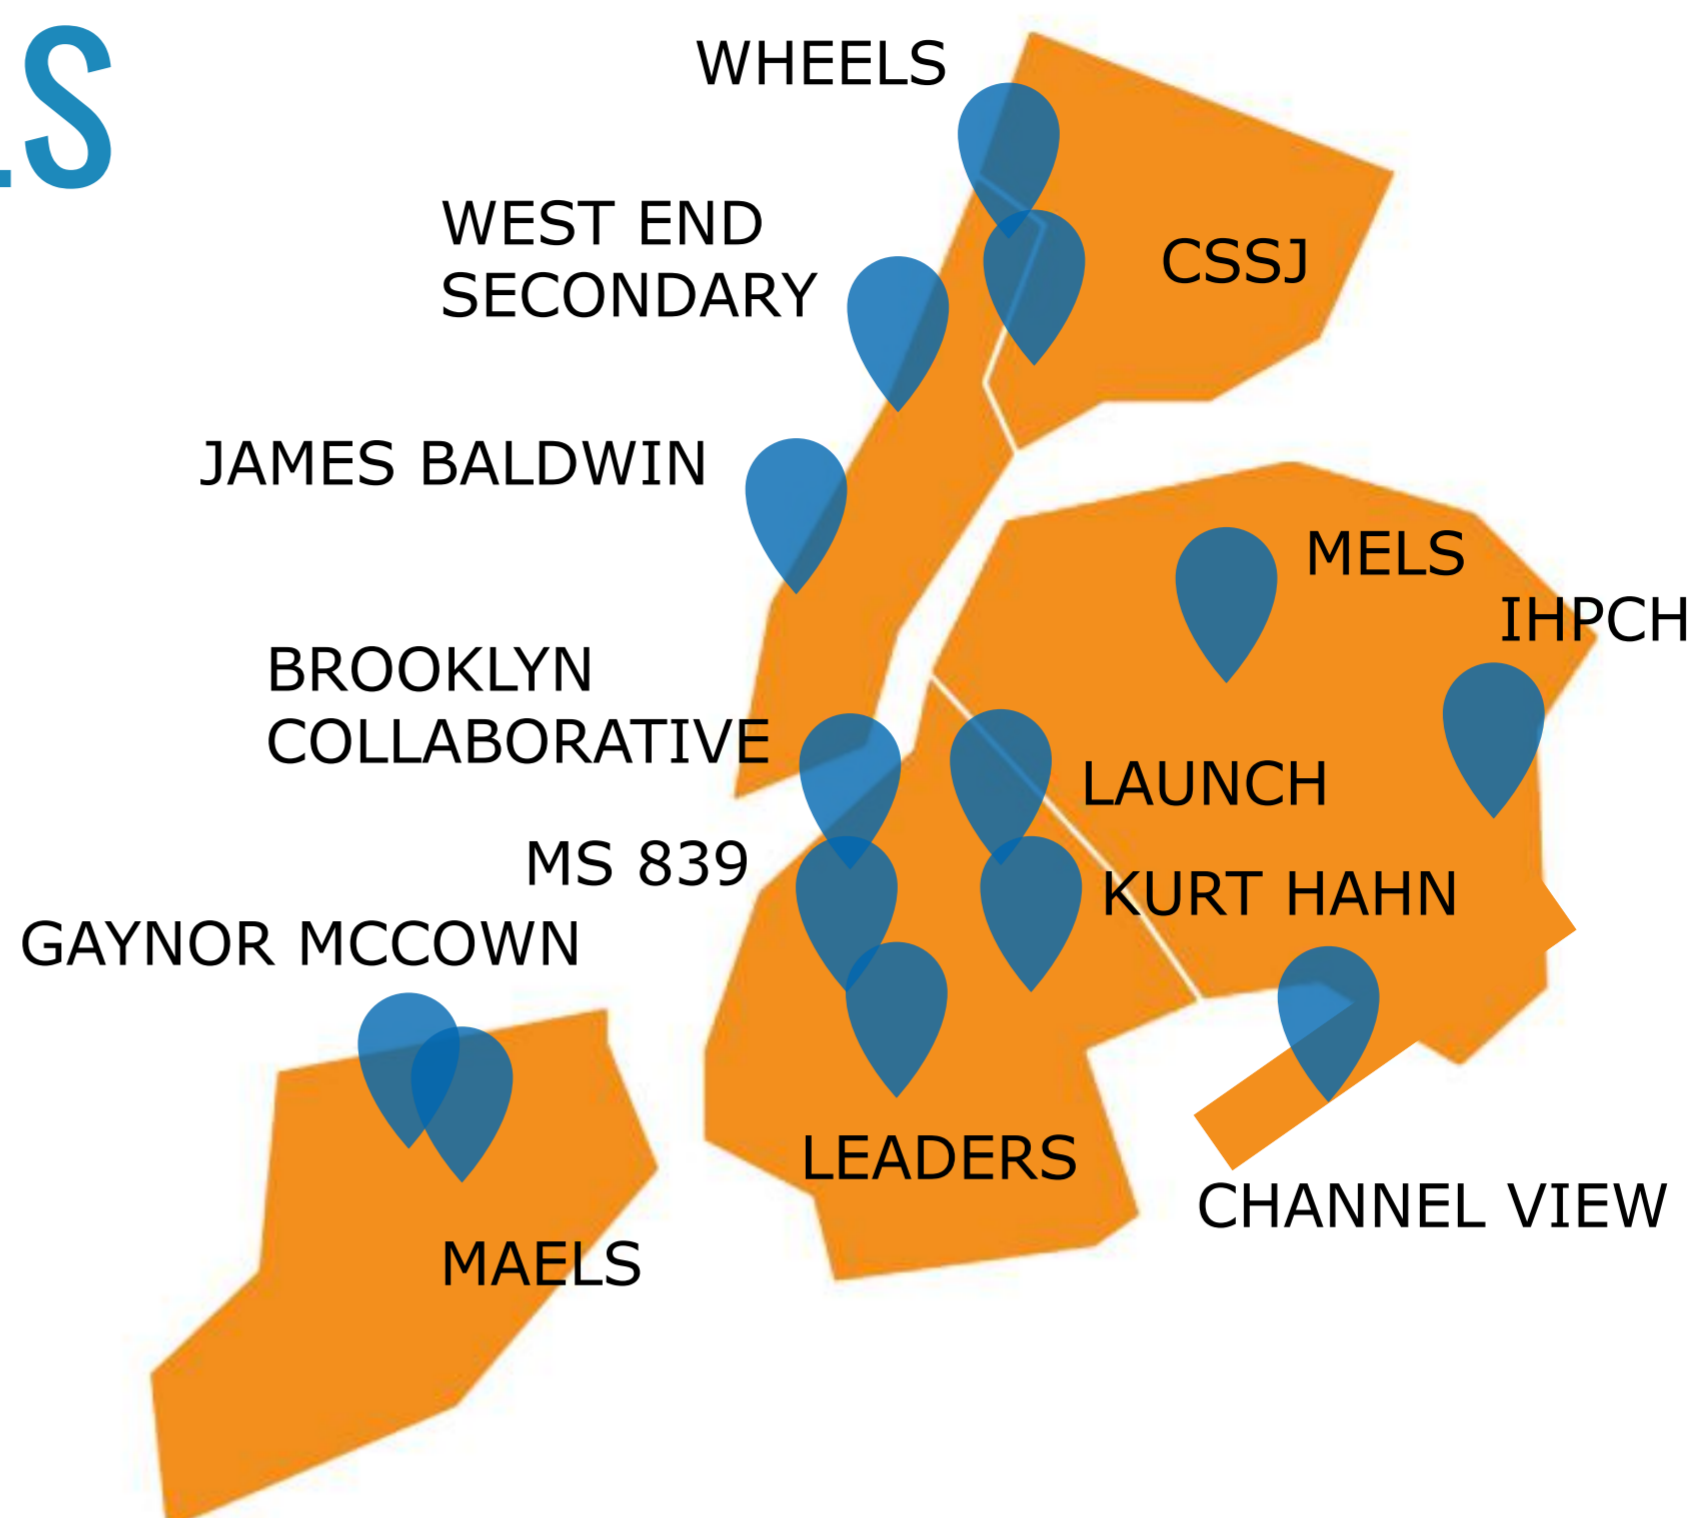 LS
WHEELS
WEST END
SECONDARY
CSSJ
JAMES BALDWIN
MELS
IHPCH
BROOKLYN
COLLABORATIVE
LAUNCH
MS 839
KURT HAHN
GAYNOR MCCOWN
LEADERS
CHANNEL VIEW
MAELS